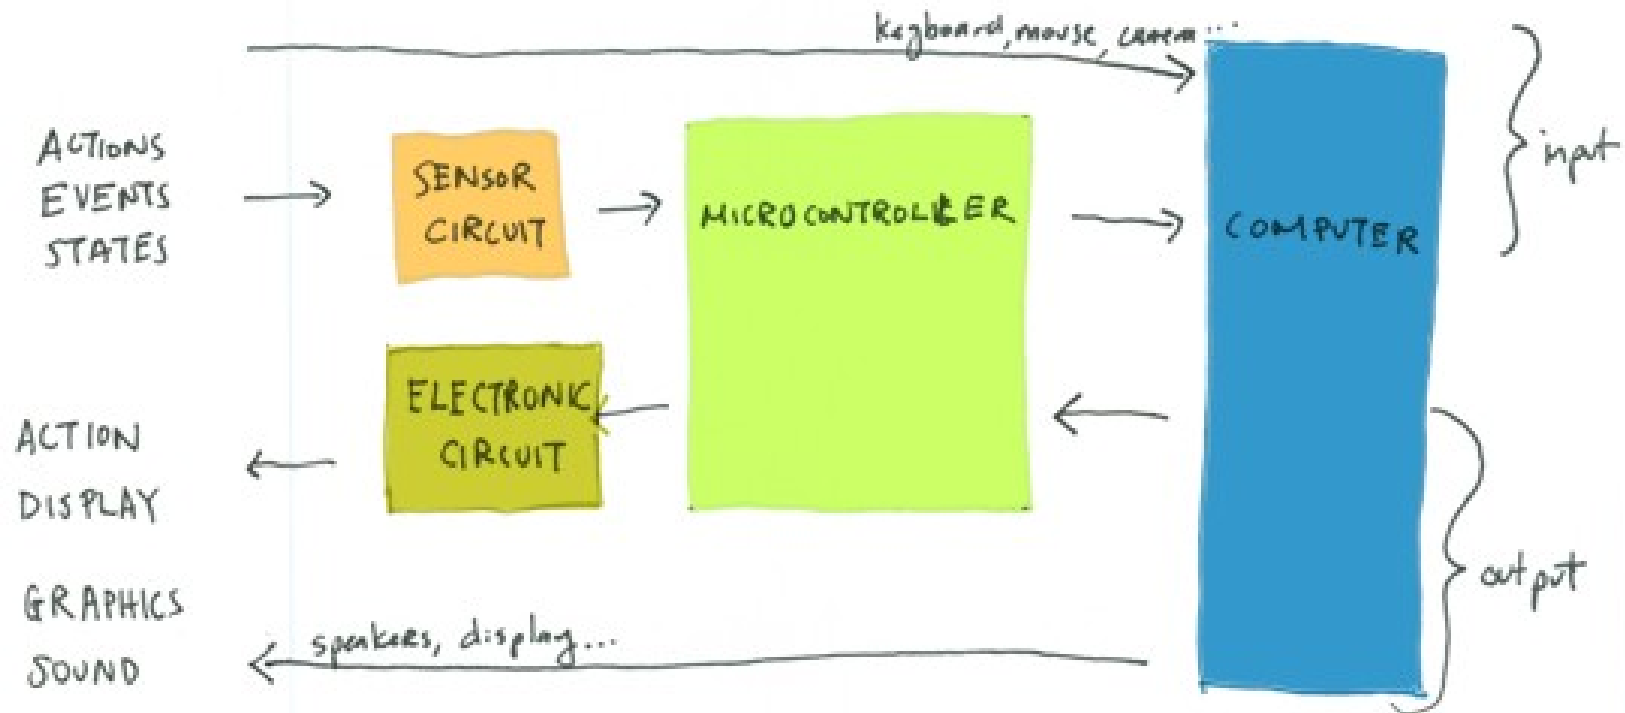 keyboard, mouse, camera...
ACTIONS
EVENTS
STATES
SENSOR
CIRCUIT
MICROCONTROLLER
COMPUTER
input
ELECTRONIC
CIRCUIT
ACTION
DISPLAY
output
GRAPHICS
SOUND
speakers, display...